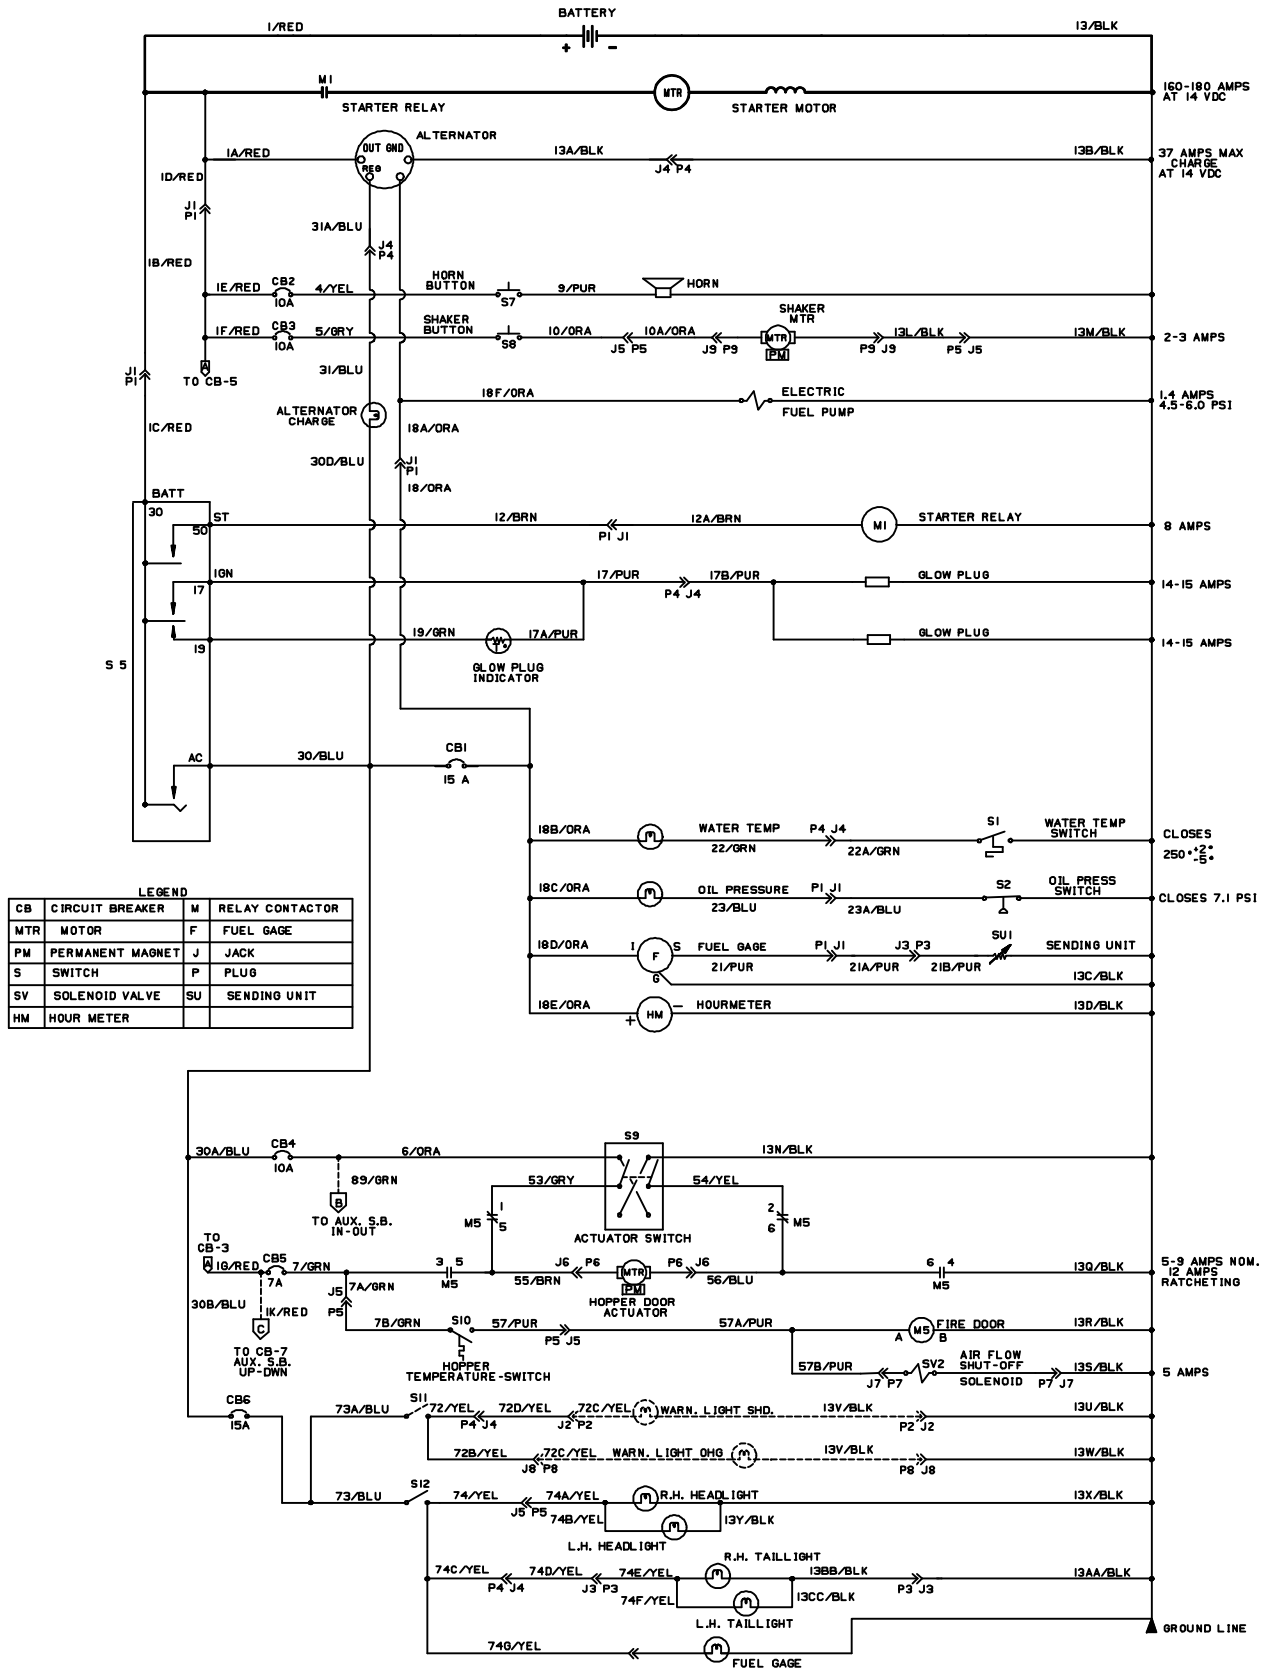 BATTERY
1/RED
13/BLK
+ -
M1
STARTER RELAY
MTR
STARTER MOTOR
160-180 AMPS
AT 14 VDC
ALTERNATOR
OUT GND
REG
1A/RED
13A/BLK
J4 P4
13B/BLK
37 AMPS MAX
CHARGE
AT 14 VDC
1D/RED
J1
P1
31A/BLU
J4
P4
1B/RED
1E/RED
CB2
10A
4/YEL
HORN
BUTTON
S7
9/PUR
HORN
1F/RED
CB3
10A
5/GRY
SHAKER
BUTTON
S8
10/ORA
J5 P5
10A/ORA
J9 P9
SHAKER
MTR
MTR
PM
P9 J9
13L/BLK
P5 J5
13M/BLK
2-3 AMPS
A
TO CB-5
J1
P1
31/BLU
18F/ORA
ELECTRIC
FUEL PUMP
1.4 AMPS
4.5-6.0 PSI
ALTERNATOR
CHARGE
18A/ORA
1C/RED
30D/BLU
J1
P1
18/ORA
BATT
30
ST
50
12/BRN
P1 J1
12A/BRN
M1
STARTER RELAY
8 AMPS
IGN
17
17/PUR
P4 J4
17B/PUR
GLOW PLUG
14-15 AMPS
19
19/GRN
17A/PUR
GLOW PLUG
INDICATOR
GLOW PLUG
14-15 AMPS
S 5
AC
30/BLU
CB1
15 A
18B/ORA
WATER TEMP
22/GRN
P4 J4
22A/GRN
S1
WATER TEMP
SWITCH
CLOSES
250° +2°
-5°
18C/ORA
OIL PRESSURE
23/BLU
P1 J1
23A/BLU
S2
OIL PRESS
SWITCH
CLOSES 7.1 PSI
18D/ORA
I
F
S
G
FUEL GAGE
21/PUR
P1 J1
21A/PUR
J3 P3
21B/PUR
SU1
SENDING UNIT
13C/BLK
18E/ORA
+
HM
-
HOURMETER
13D/BLK
LEGEND
CB CIRCUIT BREAKER M RELAY CONTACTOR
MTR MOTOR F FUEL GAGE
PM PERMANENT MAGNET J JACK
S SWITCH P PLUG
SV SOLENOID VALVE SU SENDING UNIT
HM HOUR METER
30A/BLU
CB4
10A
6/ORA
S9
13N/BLK
89/GRN
B
TO AUX. S.B.
IN-OUT
53/GRY
54/YEL
M5
1
5
2
6
M5
ACTUATOR SWITCH
TO
CB-3
A
1G/RED
CB5
7A
7/GRN
3 5
M5
J6 P6
55/BRN
MTR
PM
HOPPER DOOR
ACTUATOR
P6 J6
56/BLU
6 4
M5
13Q/BLK
5-9 AMPS NOM.
12 AMPS
RATCHETING
30B/BLU
1K/RED
C
TO CB-7
AUX. S.B.
UP-DWN
J5
P5
7A/GRN
7B/GRN
S10
HOPPER
TEMPERATURE-SWITCH
57/PUR
P5 J5
57A/PUR
A
M5
B
FIRE DOOR
13R/BLK
57B/PUR
J7 P7
SV2
AIR FLOW
SHUT-OFF
SOLENOID
P7 J7
13S/BLK
5 AMPS
CB6
15A
73A/BLU
S11
72/YEL
P4 J4
72D/YEL
J2 P2
72C/YEL
WARN. LIGHT SHD.
13V/BLK
P2 J2
13U/BLK
72B/YEL
J8 P8
72C/YEL
WARN. LIGHT OHG
13V/BLK
P8 J8
13W/BLK
73/BLU
S12
74/YEL
J5 P5
74A/YEL
R.H. HEADLIGHT
13X/BLK
74B/YEL
13Y/BLK
L.H. HEADLIGHT
74C/YEL
P4 J4
74D/YEL
J3 P3
74E/YEL
R.H. TAILLIGHT
13BB/BLK
P3 J3
13AA/BLK
74F/YEL
13CC/BLK
L.H. TAILLIGHT
74G/YEL
FUEL GAGE
GROUND LINE